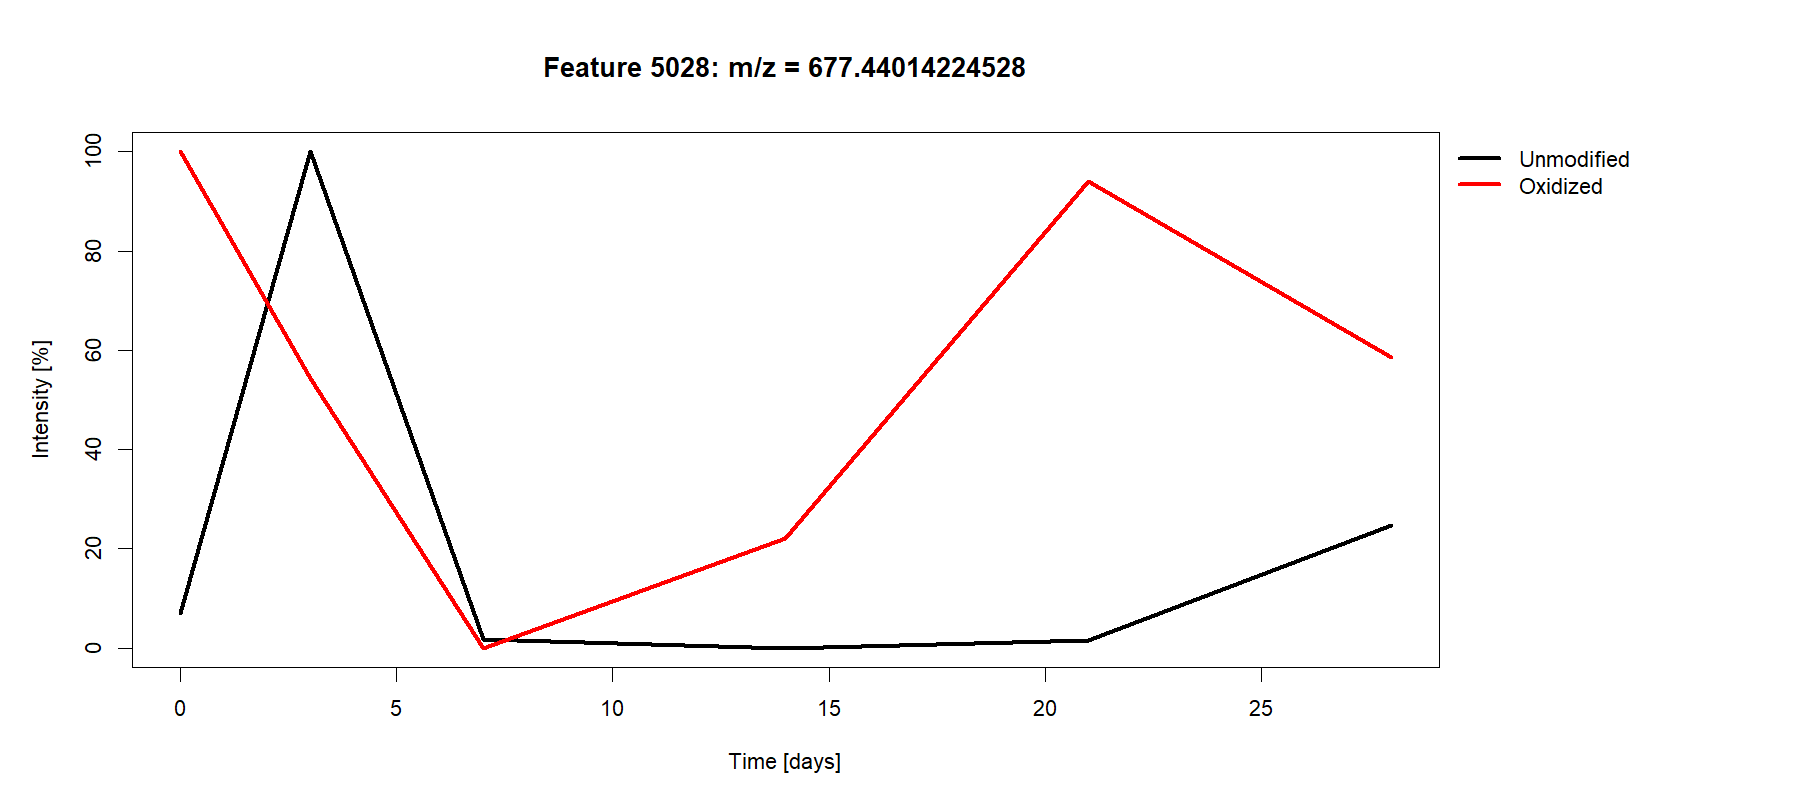 Feature 5028: m/z = 677.44014224528
Unmodified
Oxidized
Intensity [%]
100
80
60
40
20
0
0 5 10 15 20 25
Time [days]